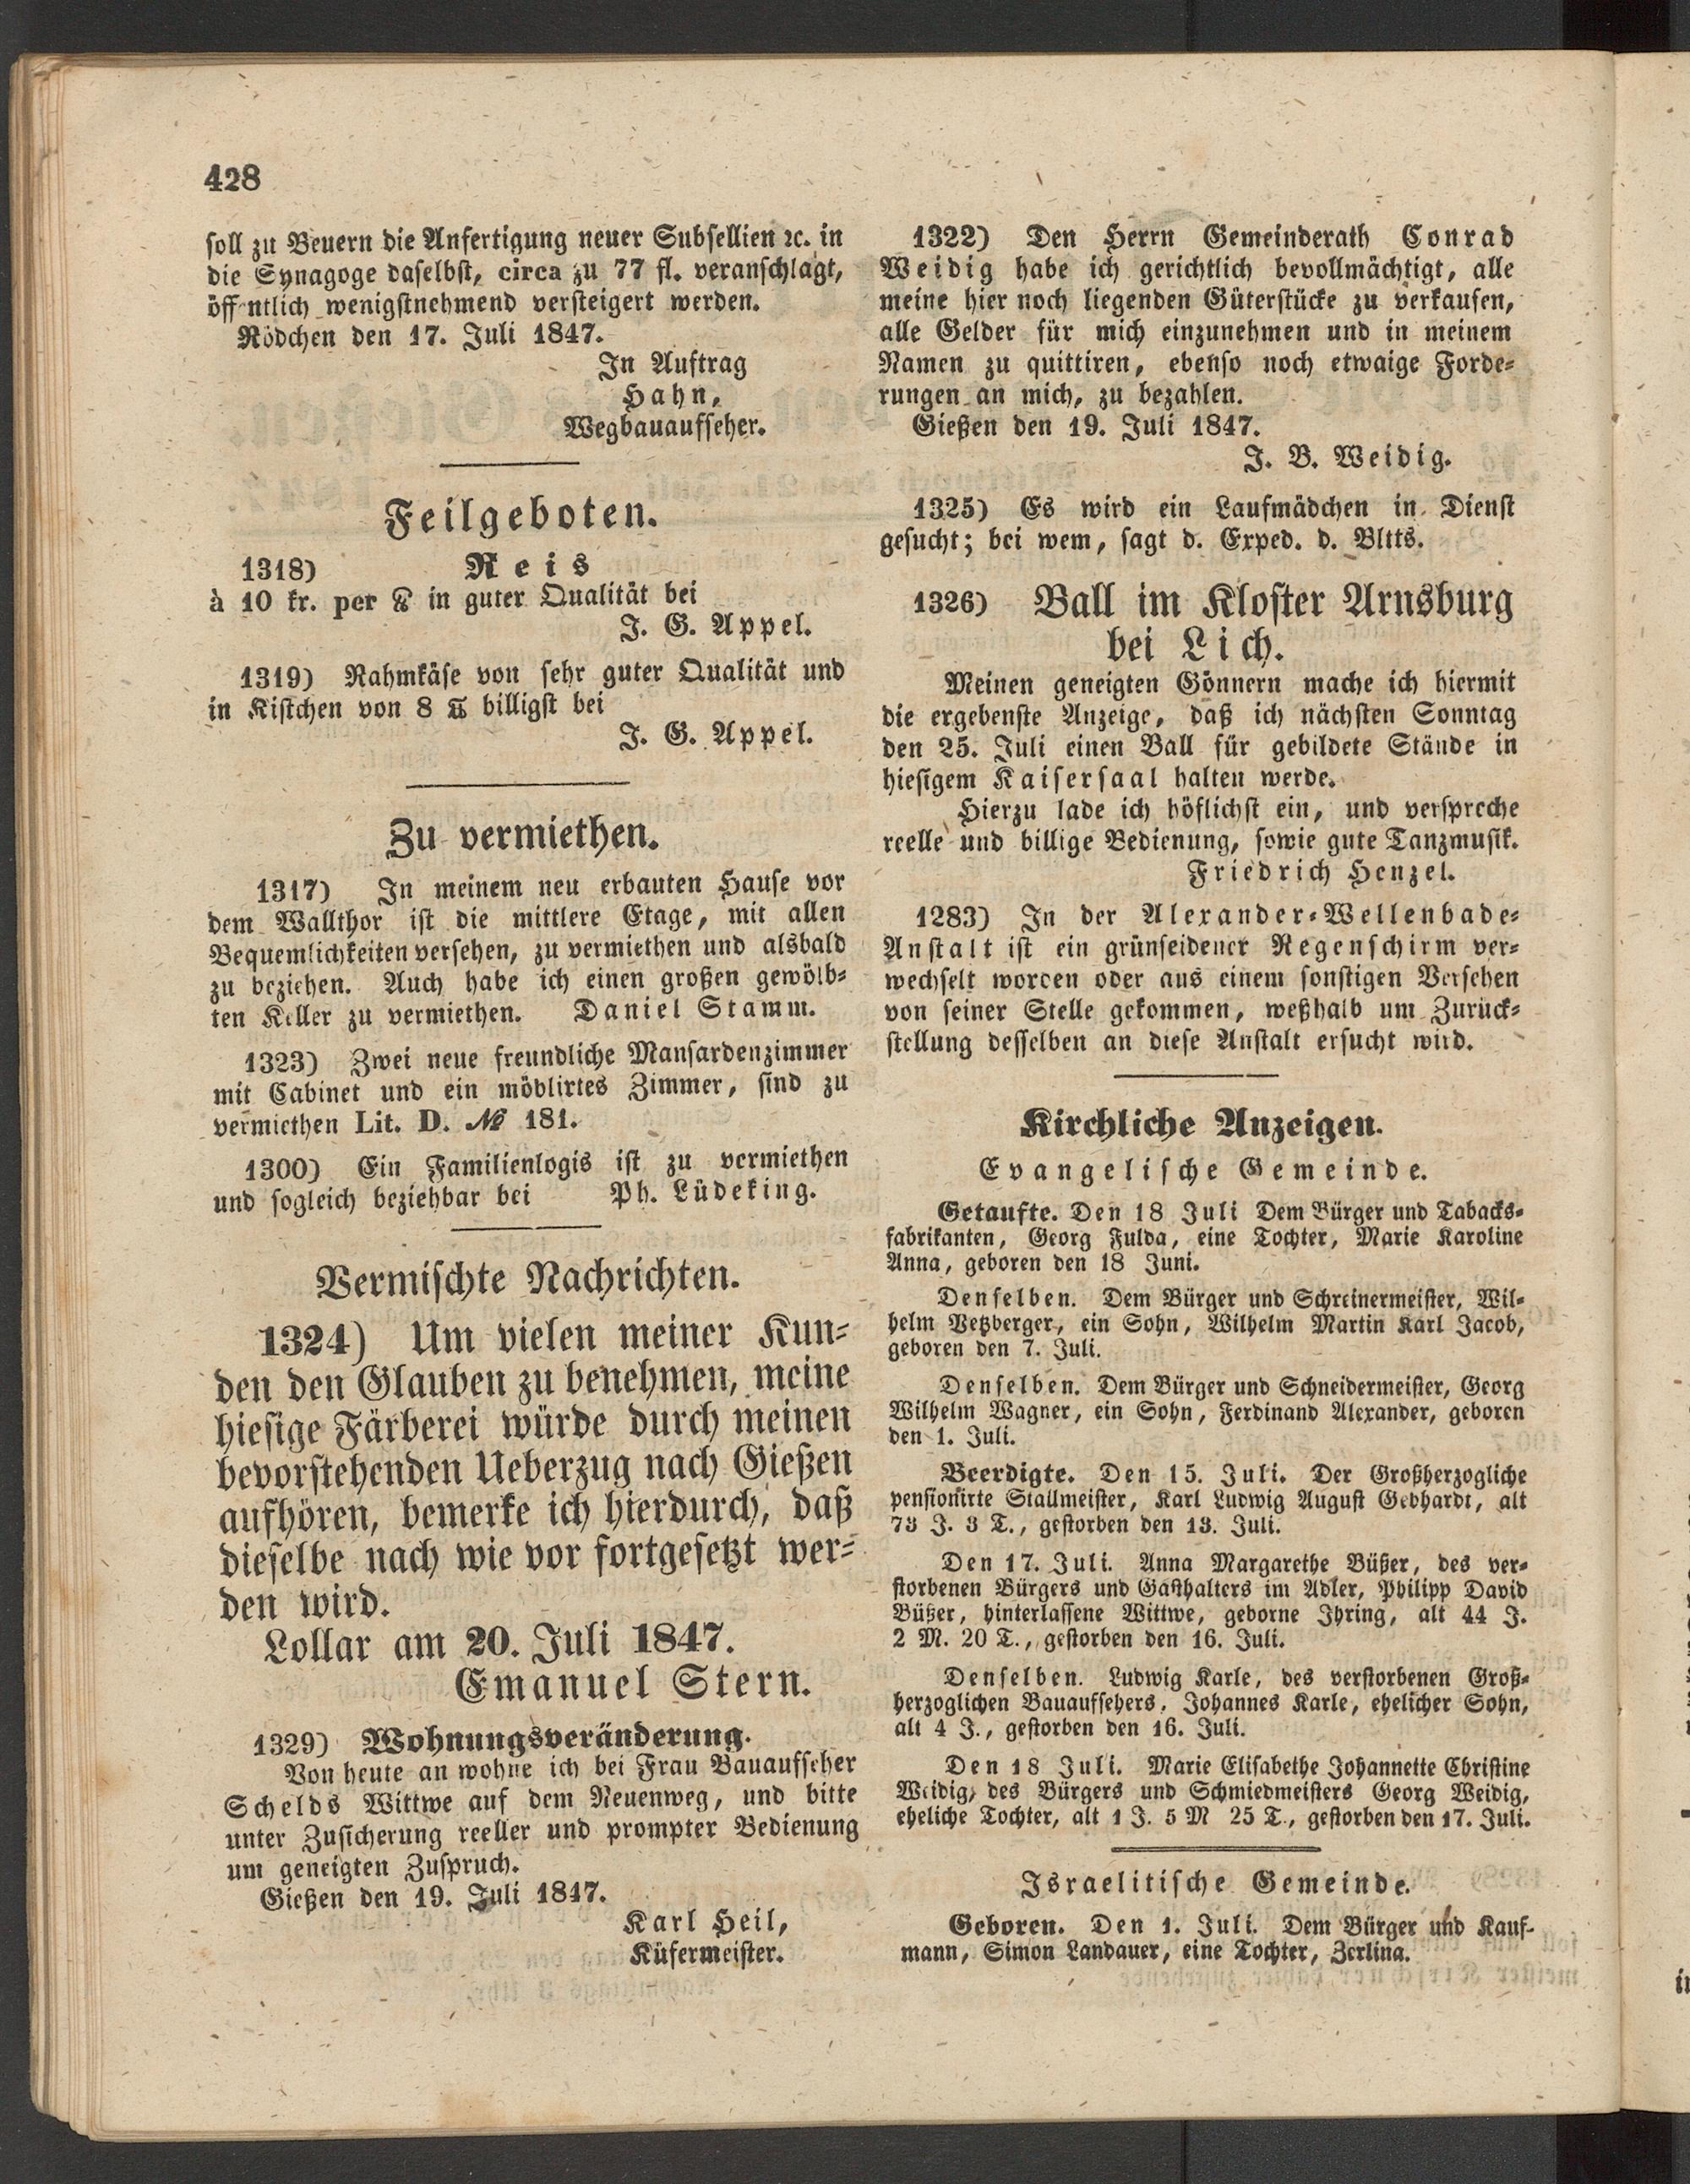 428
soll zu Beuern die Anfertigung neuer Subsellien ꝛc. in
die Synagoge daselbst, circa zu 77 fl. veranschlagt,
öff ntlich wenigstnehmend versteigert werden.
Rödchen den 17. Juli 1847.
In Auftrag
Hahn,
Wegbauaufseher.
Feilgeboten.
1318) Reis
à 10 kr. per ℔ in guter Qualität bei
J. G. Appel.
1319) Rahmkäse von sehr guter Qualität und
in Kistchen von 8 ℔ billigst bei
J. G. Appel.
Zu vermiethen.
1317) In meinem neu erbauten Hause vor
dem Wallthor ist die mittlere Etage, mit allen
Bequemlichkeiten versehen, zu vermiethen und alsbald
zu beziehen. Auch habe ich einen großen gewölb-
ten Keller zu vermiethen. Daniel Stamm.
1323) Zwei neue freundliche Mansardenzimmer
mit Cabinet und ein möblirtes Zimmer, sind zu
vermiethen Lit. D. № 181.
1300) Ein Familienlogis ist zu vermiethen
und sogleich beziehbar bei Ph. Lüdeking.
Vermischte Nachrichten.
1324) Um vielen meiner Kun-
den den Glauben zu benehmen, meine
hiesige Färberei würde durch meinen
bevorstehenden Ueberzug nach Gießen
aufhören, bemerke ich hierdurch, daß
dieselbe nach wie vor fortgesetzt wer-
den wird.
Lollar am 20. Juli 1847.
Emanuel Stern.
1329) Wohnungsveränderung.
Von heute an wohne ich bei Frau Bauaufseher
Schelds Wittwe auf dem Neuenweg, und bitte
unter Zusicherung reeller und prompter Bedienung
um geneigten Zuspruch.
Gießen den 19. Juli 1847.
Karl Heil,
Küfermeister.
1322) Den Herrn Gemeinderath Conrad
Weidig habe ich gerichtlich bevollmächtigt, alle
meine hier noch liegenden Güterstücke zu verkaufen,
alle Gelder für mich einzunehmen und in meinem
Namen zu quittiren, ebenso noch etwaige Forde-
rungen an mich, zu bezahlen.
Gießen den 19. Juli 1847.
J. B. Weidig.
1325) Es wird ein Laufmädchen in Dienst
gesucht; bei wem, sagt d. Exped. d. Bltts.
1326) Ball im Kloster Arnsburg
bei Lich.
Meinen geneigten Gönnern mache ich hiermit
die ergebenste Anzeige, daß ich nächsten Sonntag
den 25. Juli einen Ball für gebildete Stände in
hiesigem Kaisersaal halten werde.
Hierzu lade ich höflichst ein, und verspreche
reelle und billige Bedienung, sowie gute Tanzmusik.
Friedrich Henzel.
1283) In der Alexander-Wellenbade-
Anstalt ist ein grünseidener Regenschirm ver-
wechselt worden oder aus einem sonstigen Versehen
von seiner Stelle gekommen, weßhalb um Zurück-
stellung desselben an diese Anstalt ersucht wird.
Kirchliche Anzeigen.
Evangelische Gemeinde.
Getaufte. Den 18 Juli Dem Bürger und Tabacks-
fabrikanten, Georg Fulda, eine Tochter, Marie Karoline
Anna, geboren den 18 Juni.
Denselben. Dem Bürger und Schreinermeister, Wil-
helm Vetzberger, ein Sohn, Wilhelm Martin Karl Jacob,
geboren den 7. Juli.
Denselben. Dem Bürger und Schneidermeister, Georg
Wilhelm Wagner, ein Sohn, Ferdinand Alexander, geboren
den 1. Juli.
Beerdigte. Den 15. Juli. Der Großherzogliche
pensionirte Stallmeister, Karl Ludwig August Gebhardt, alt
73 J. 3 T., gestorben den 13. Juli.
Den 17. Juli. Anna Margarethe Büßer, des ver-
storbenen Bürgers und Gasthalters im Adler, Philipp David
Büßer, hinterlassene Wittwe, geborne Ihring, alt 44 J.
2 M. 20 T., gestorben den 16. Juli.
Denselben. Ludwig Karle, des verstorbenen Groß-
herzoglichen Bauaufsehers, Johannes Karle, ehelicher Sohn,
alt 4 J., gestorben den 16. Juli.
Den 18 Juli. Marie Elisabethe Johannette Christine
Weidig, des Bürgers und Schmiedmeisters Georg Weidig,
eheliche Tochter, alt 1 J. 5 M 25 T., gestorben den 17. Juli.
Israelitische Gemeinde.
Geboren. Den 1. Juli. Dem Bürger und Kauf-
mann, Simon Landauer, eine Tochter, Zerlina.